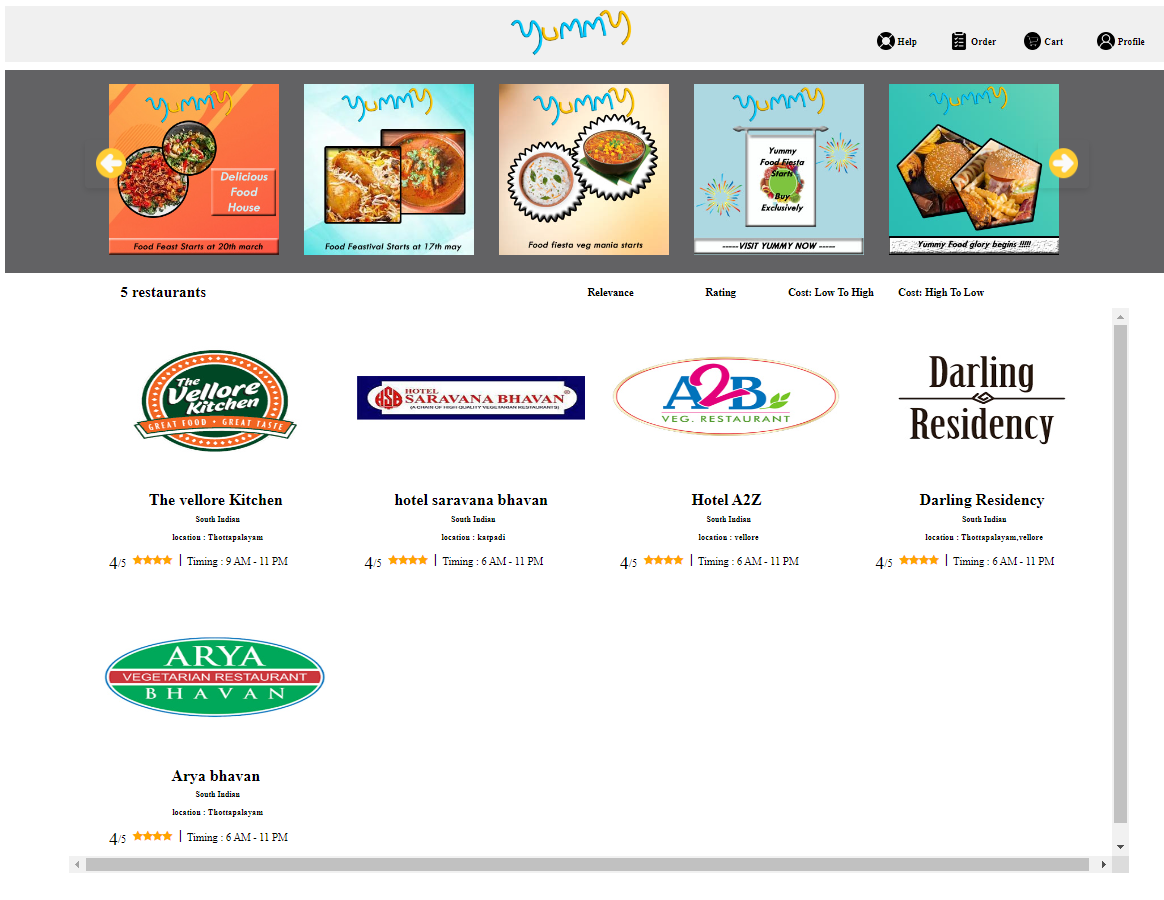 yummy
Help
Order
Cart
Profile
yummy
Delicious
Food
House
Food Feast Starts at 20th march
yummy
Food Feastival Starts at 17th may
yummy
Food fiesta veg mania starts
yummy
Yummy
Food Fiesta
Starts
Buy
Exclusively
-----VISIT YUMMY NOW -----
yummy
Yummy Food glory begins !!!!!
5 restaurants
Relevance
Rating
Cost: Low To High
Cost: High To Low
The
Vellore
Kitchen
GREAT FOOD • GREAT TASTE
HSB
HOTEL
SARAVANA BHAVAN®
(A CHAIN OF HIGH QUALITY VEGETARIAN RESTAURANTS)
A2B
VEG. RESTAURANT
Darling
Residency
The vellore Kitchen
South Indian
location : Thottapalayam
4/5 | Timing : 9 AM - 11 PM
hotel saravana bhavan
South Indian
location : katpadi
4/5 | Timing : 6 AM - 11 PM
Hotel A2Z
South Indian
location : vellore
4/5 | Timing : 6 AM - 11 PM
Darling Residency
South Indian
location : Thottapalayam,vellore
4/5 | Timing : 6 AM - 11 PM
ARYA
VEGETARIAN RESTAURANT
BHAVAN
Arya bhavan
South Indian
location : Thottapalayam
4/5 | Timing : 6 AM - 11 PM